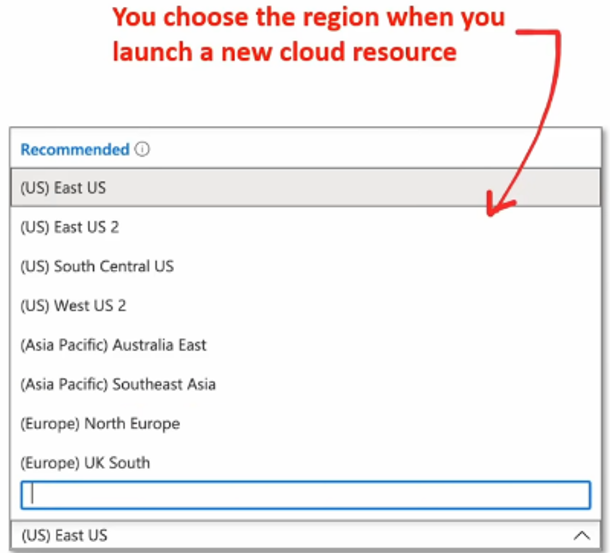 You choose the region when you
launch a new cloud resource
Recommended
(US) East US
(US) East US 2
(US) South Central US
(US) West US 2
(Asia Pacific) Australia East
(Asia Pacific) Southeast Asia
(Europe) North Europe
(Europe) UK South
(US) East US